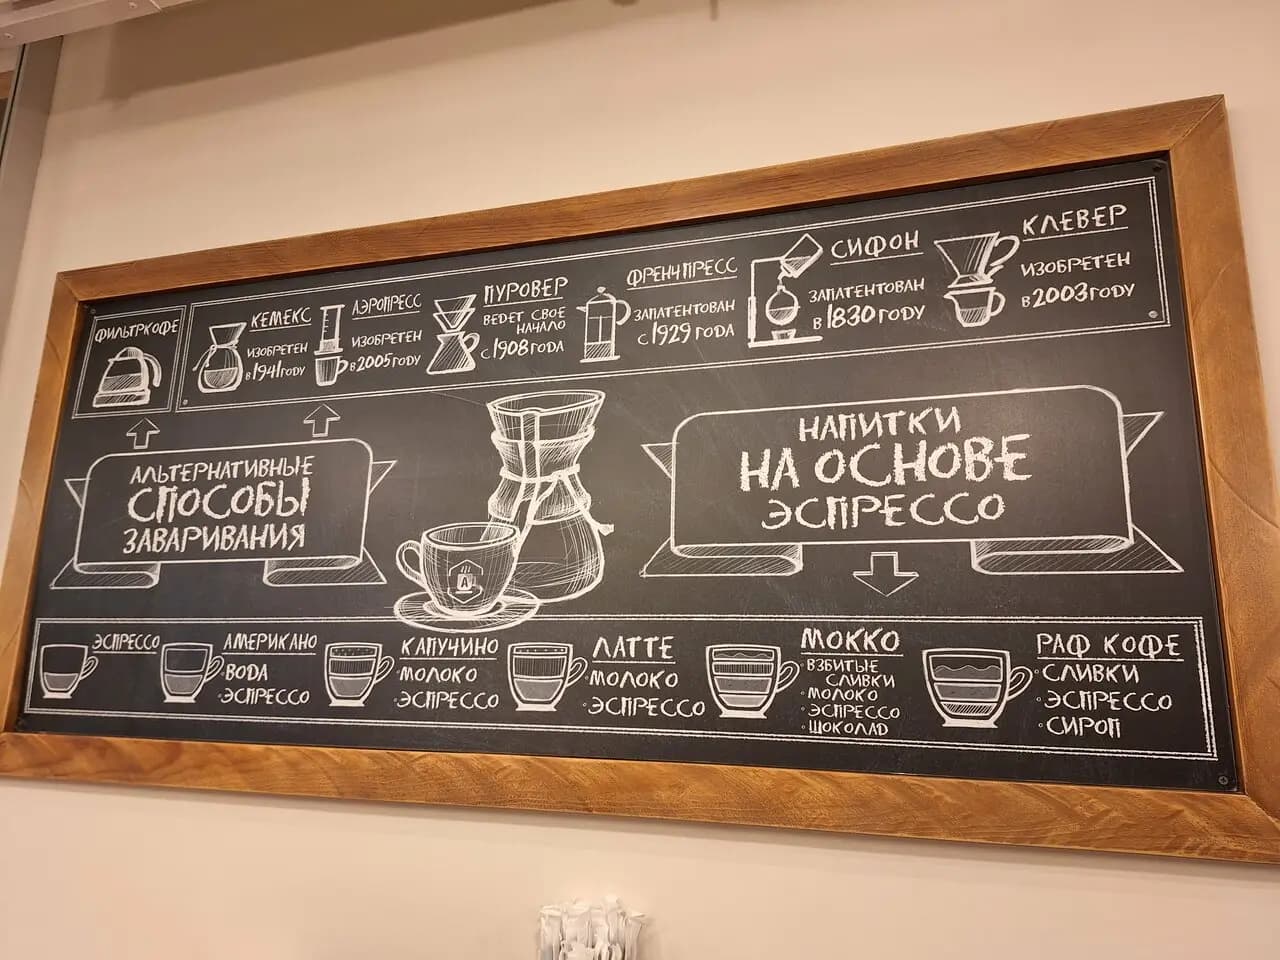 ФИЛЬТРКОФЕ
КЕМЕКС
ИЗОБРЕТЕН
В 1941 ГОДУ
АЭРОПРЕСС
ИЗОБРЕТЕН
В 2005 ГОДУ
ПУРОВЕР
ВЕДЕТ СВОЕ
НАЧАЛО
С 1908 ГОДА
ФРЕНЧ ПРЕСС
ЗАПАТЕНТОВАН
С 1929 ГОДА
СИФОН
ЗАПАТЕНТОВАН
В 1830 ГОДУ
КЛЕВЕР
ИЗОБРЕТЕН
В 2003 ГОДУ
АЛЬТЕРНАТИВНЫЕ
СПОСОБЫ
ЗАВАРИВАНИЯ
A
НАПИТКИ
НА ОСНОВЕ
ЭСПРЕССО
ЭСПРЕССО
АМЕРИКАНО
ВОДА
ЭСПРЕССО
КАПУЧИНО
МОЛОКО
ЭСПРЕССО
ЛАТТЕ
МОЛОКО
ЭСПРЕССО
МОККО
ВЗБИТЫЕ
СЛИВКИ
МОЛОКО
ЭСПРЕССО
ШОКОЛАД
РАФ КОФЕ
СЛИВКИ
ЭСПРЕССО
СИРОП